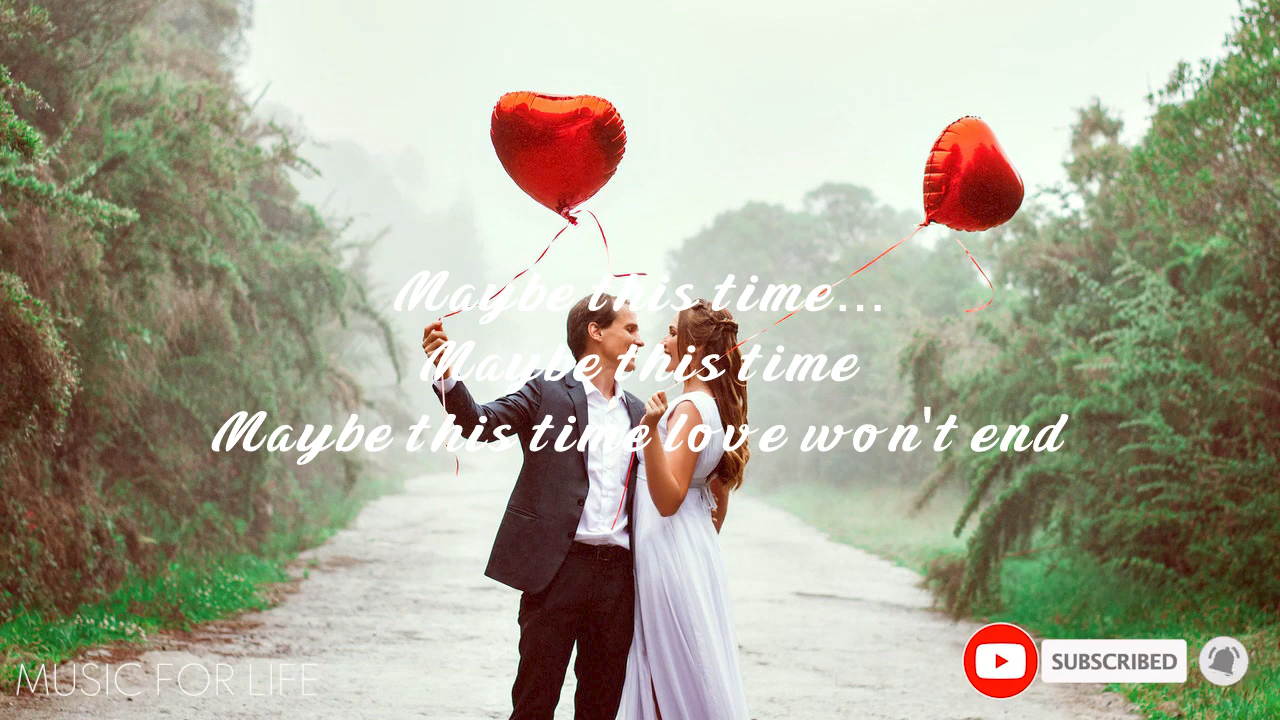 Maybe this time...
Maybe this time
Maybe this time love won't end
MUSIC FOR LIFE
SUBSCRIBED